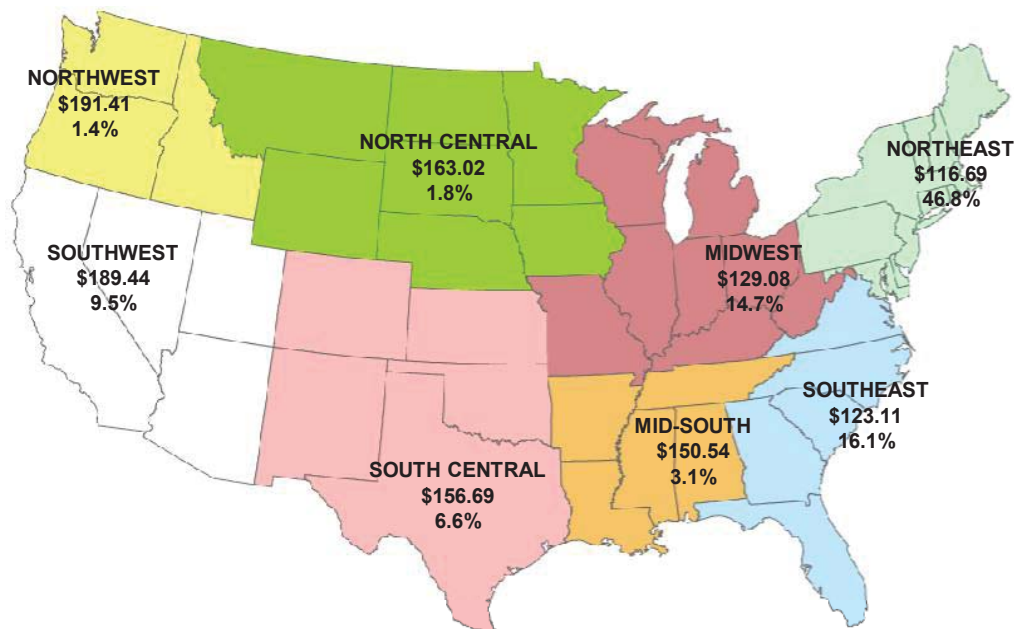 NORTHWEST
$191.41
1.4%
NORTH CENTRAL
$163.02
1.8%
NORTHEAST
$116.69
46.8%
SOUTHWEST
$189.44
9.5%
MIDWEST
$129.08
14.7%
SOUTHEAST
$123.11
16.1%
MID-SOUTH
$150.54
3.1%
SOUTH CENTRAL
$156.69
6.6%